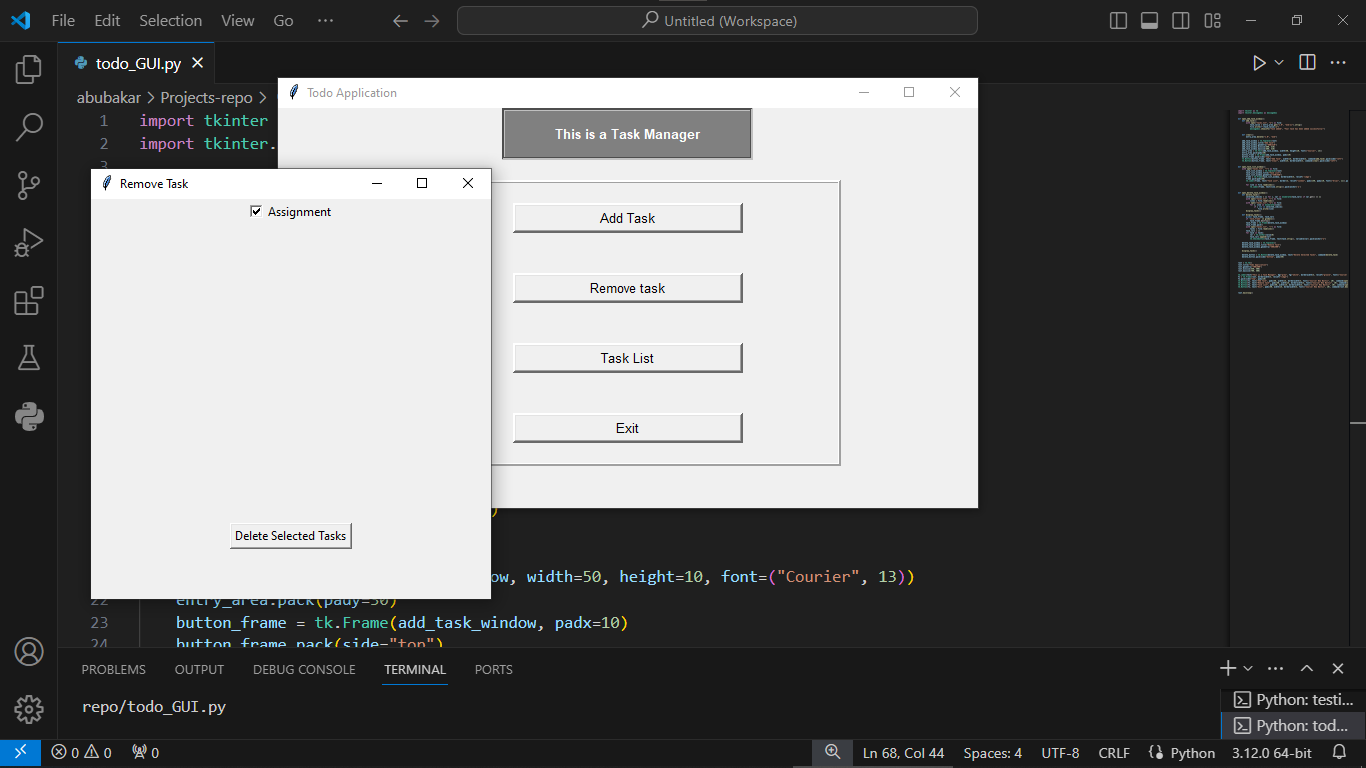 File Edit Selection View Go ··· Untitled (Workspace)
todo_GUI.py
abubakar > Projects-repo >
1 import tkinter
2 import tkinter.
3
Todo Application
This is a Task Manager
Add Task
Remove task
Task List
Exit
Remove Task
Assignment
Delete Selected Tasks
)
ow, width=50, height=10, font=("Courier", 13))
22 entry_area.pack(pady=30)
23 button_frame = tk.Frame(add_task_window, padx=10)
24 button_frame.pack(side="top")
PROBLEMS OUTPUT DEBUG CONSOLE TERMINAL PORTS
repo/todo_GUI.py
Python: testi...
Python: tod...
0 0 0 Ln 68, Col 44 Spaces: 4 UTF-8 CRLF Python 3.12.0 64-bit